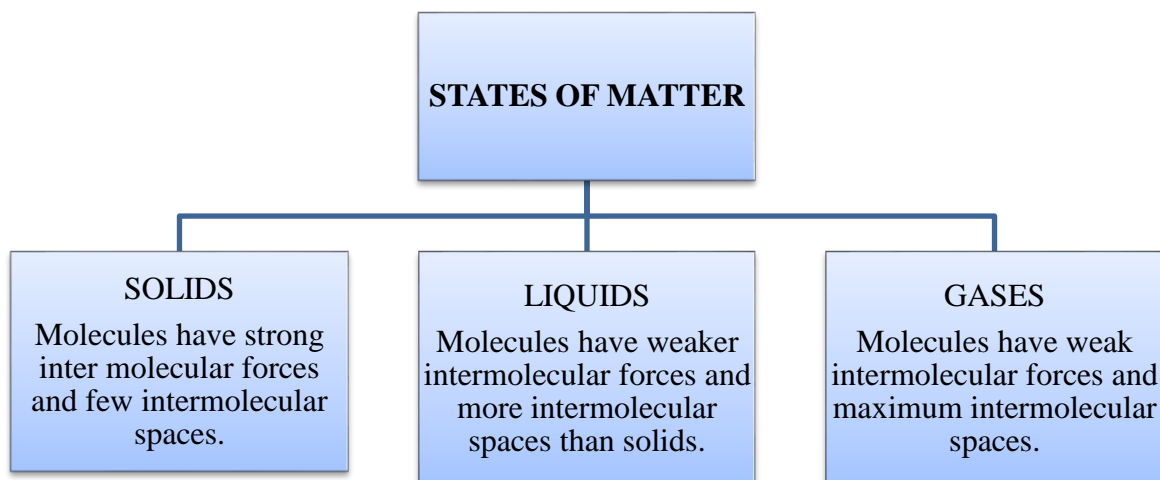 STATES OF MATTER
SOLIDS
Molecules have strong
inter molecular forces
and few intermolecular
spaces.
LIQUIDS
Molecules have weaker
intermolecular forces and
more intermolecular
spaces than solids.
GASES
Molecules have weak
intermolecular forces and
maximum intermolecular
spaces.